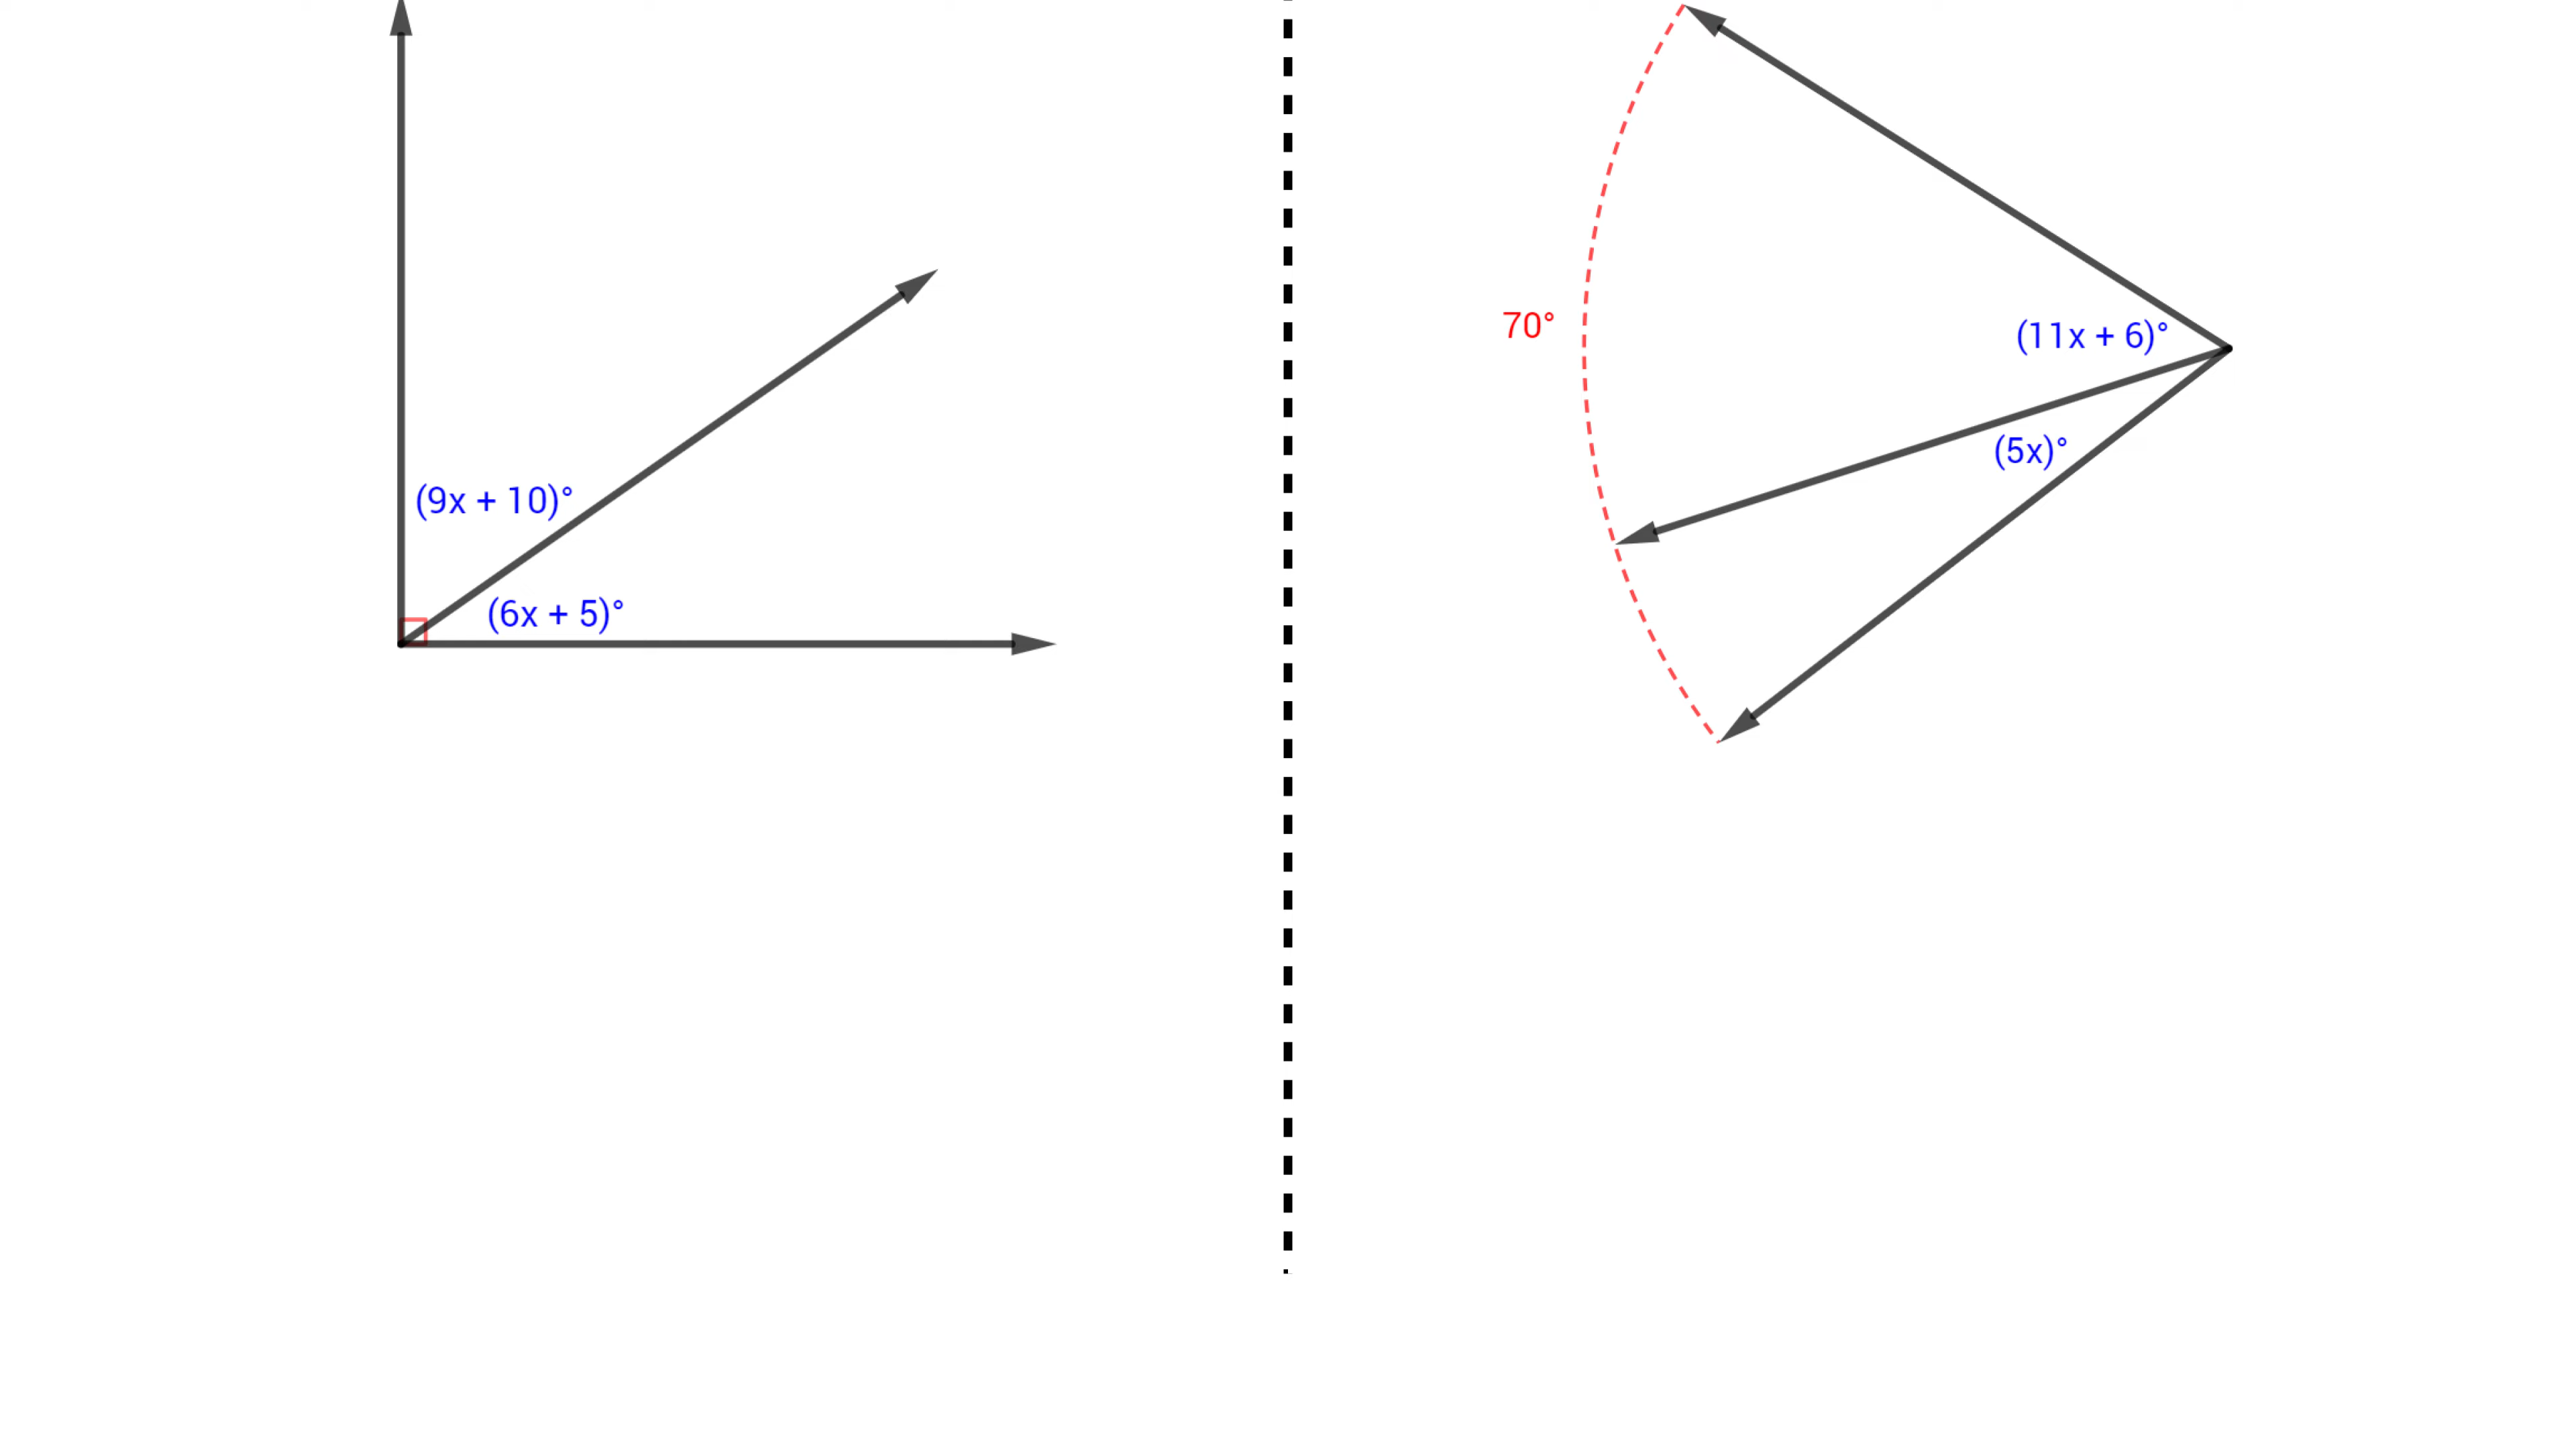 (9x + 10)°
(6x + 5)°
70°
(11x + 6)°
(5x)°